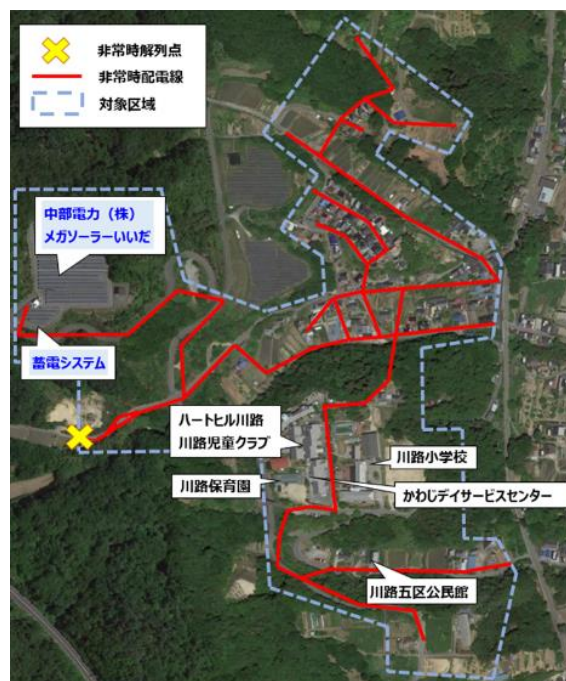 非常時解列点
非常時配電線
対象区域
中部電力（株）
メガソーラーいいだ
蓄電システム
ハートヒル川路
川路児童クラブ
川路小学校
川路保育園
かわじデイサービスセンター
川路五区公民館